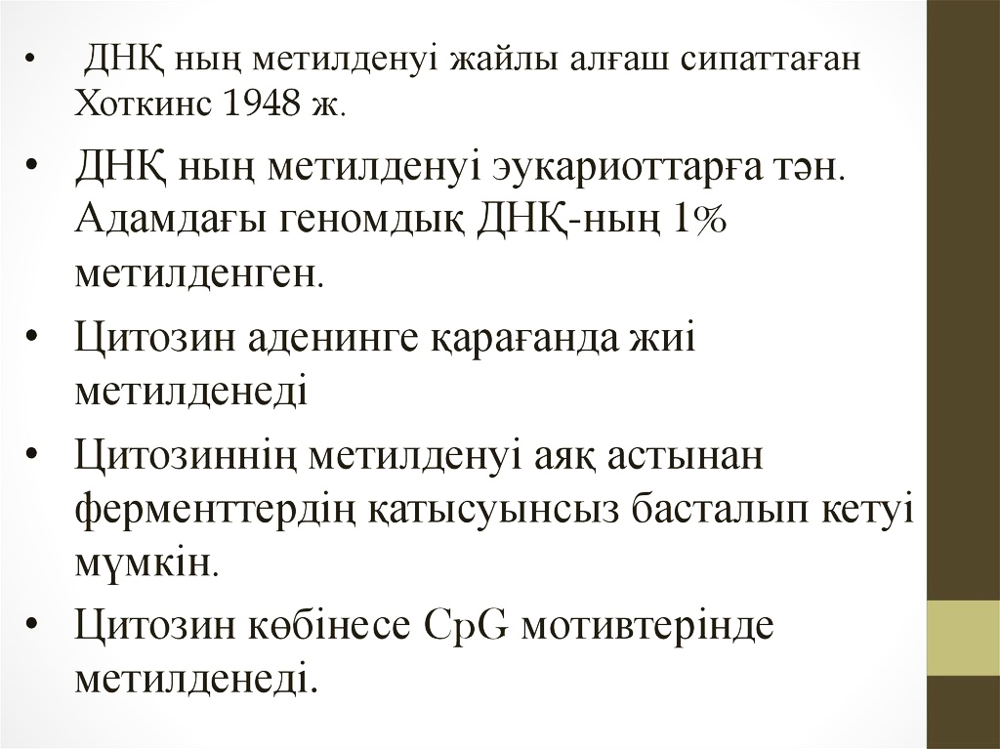 • ДНҚ ның метилденуі жайлы алғаш сипаттаған
Хоткинс 1948 ж.
• ДНҚ ның метилденуі эукариоттарға тән.
Адамдағы геномдық ДНҚ-ның 1%
метилденген.
• Цитозин аденинге қарағанда жиі
метилденеді
• Цитозиннің метилденуі аяқ астынан
ферменттердің қатысуынсыз басталып кетуі
мүмкін.
• Цитозин көбінесе CpG мотивтерінде
метилденеді.